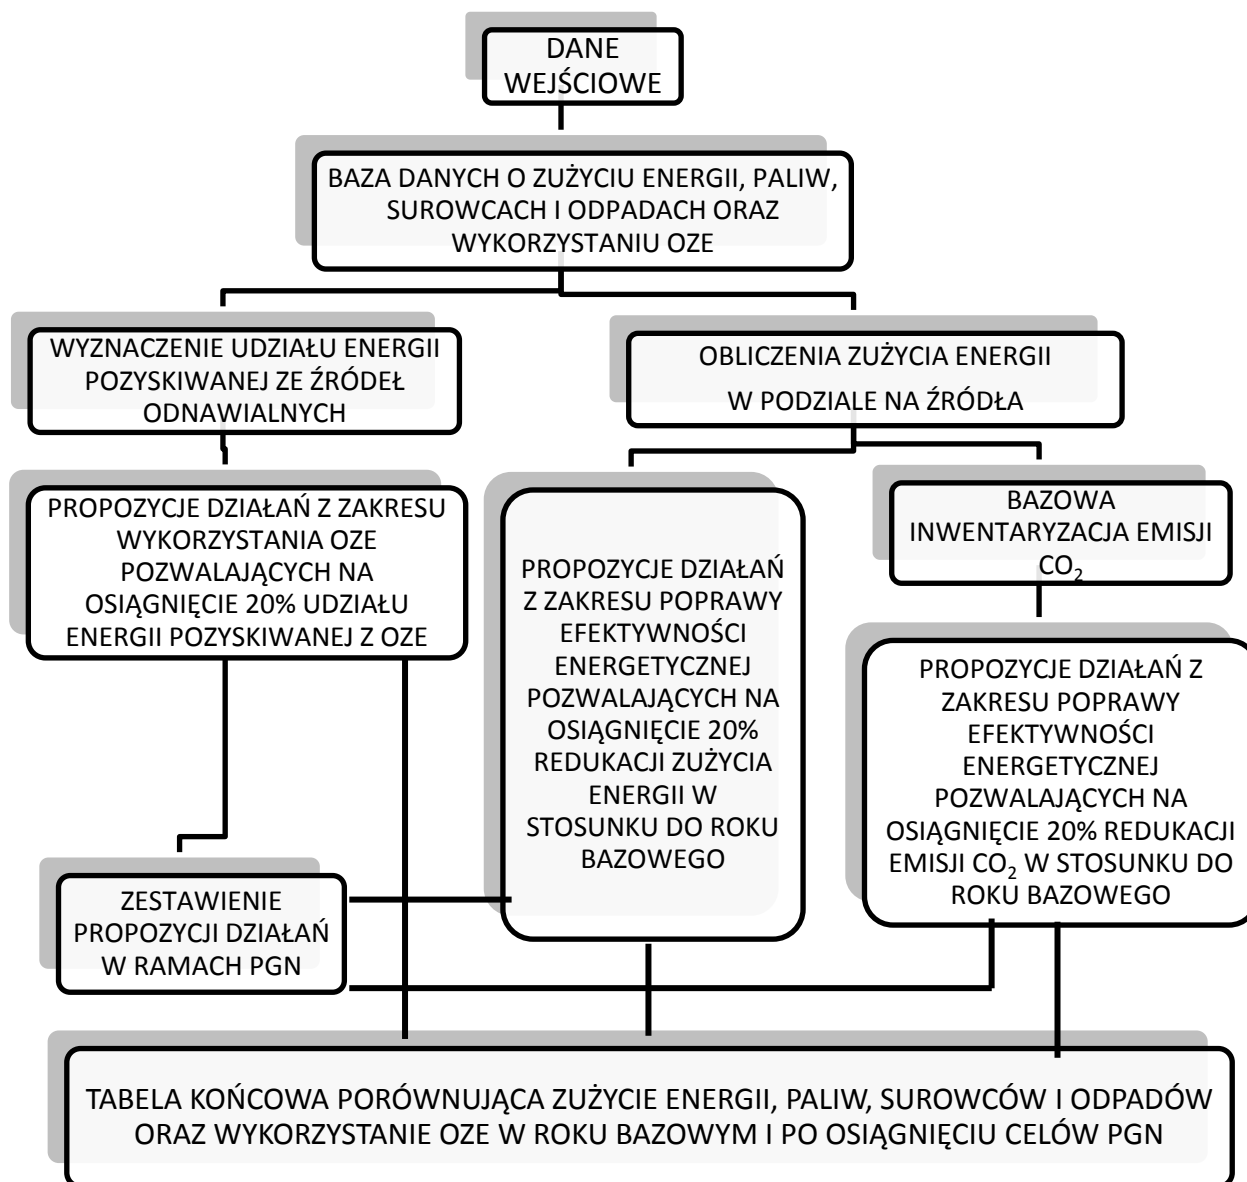 DANE
WEJŚCIOWE
BAZA DANYCH O ZUŻYCIU ENERGII, PALIW,
SUROWCACH I ODPADACH ORAZ
WYKORZYSTANIU OZE
WYZNACZENIE UDZIAŁU ENERGII
POZYSKIWANEJ ZE ŹRÓDEŁ
ODNAWIALNYCH
OBLICZENIA ZUŻYCIA ENERGII
W PODZIALE NA ŹRÓDŁA
PROPOZYCJE DZIAŁAŃ Z ZAKRESU
WYKORZYSTANIA OZE
POZWALAJĄCYCH NA
OSIĄGNIĘCIE 20% UDZIAŁU
ENERGII POZYSKIWANEJ Z OZE
PROPOZYCJE DZIAŁAŃ
Z ZAKRESU POPRAWY
EFEKTYWNOŚCI
ENERGETYCZNEJ
POZWALAJĄCYCH NA
OSIĄGNIĘCIE 20%
REDUKACJI ZUŻYCIA
ENERGII W
STOSUNKU DO ROKU
BAZOWEGO
BAZOWA
INWENTARYZACJA EMISJI
CO₂
PROPOZYCJE DZIAŁAŃ Z
ZAKRESU POPRAWY
EFEKTYWNOŚCI
ENERGETYCZNEJ
POZWALAJĄCYCH NA
OSIĄGNIĘCIE 20% REDUKACJI
EMISJI CO₂ W STOSUNKU DO
ROKU BAZOWEGO
ZESTAWIENIE
PROPOZYCJI DZIAŁAŃ
W RAMACH PGN
TABELA KOŃCOWA PORÓWNUJĄCA ZUŻYCIE ENERGII, PALIW, SUROWCÓW I ODPADÓW
ORAZ WYKORZYSTANIE OZE W ROKU BAZOWYM I PO OSIĄGNIĘCIU CELÓW PGN